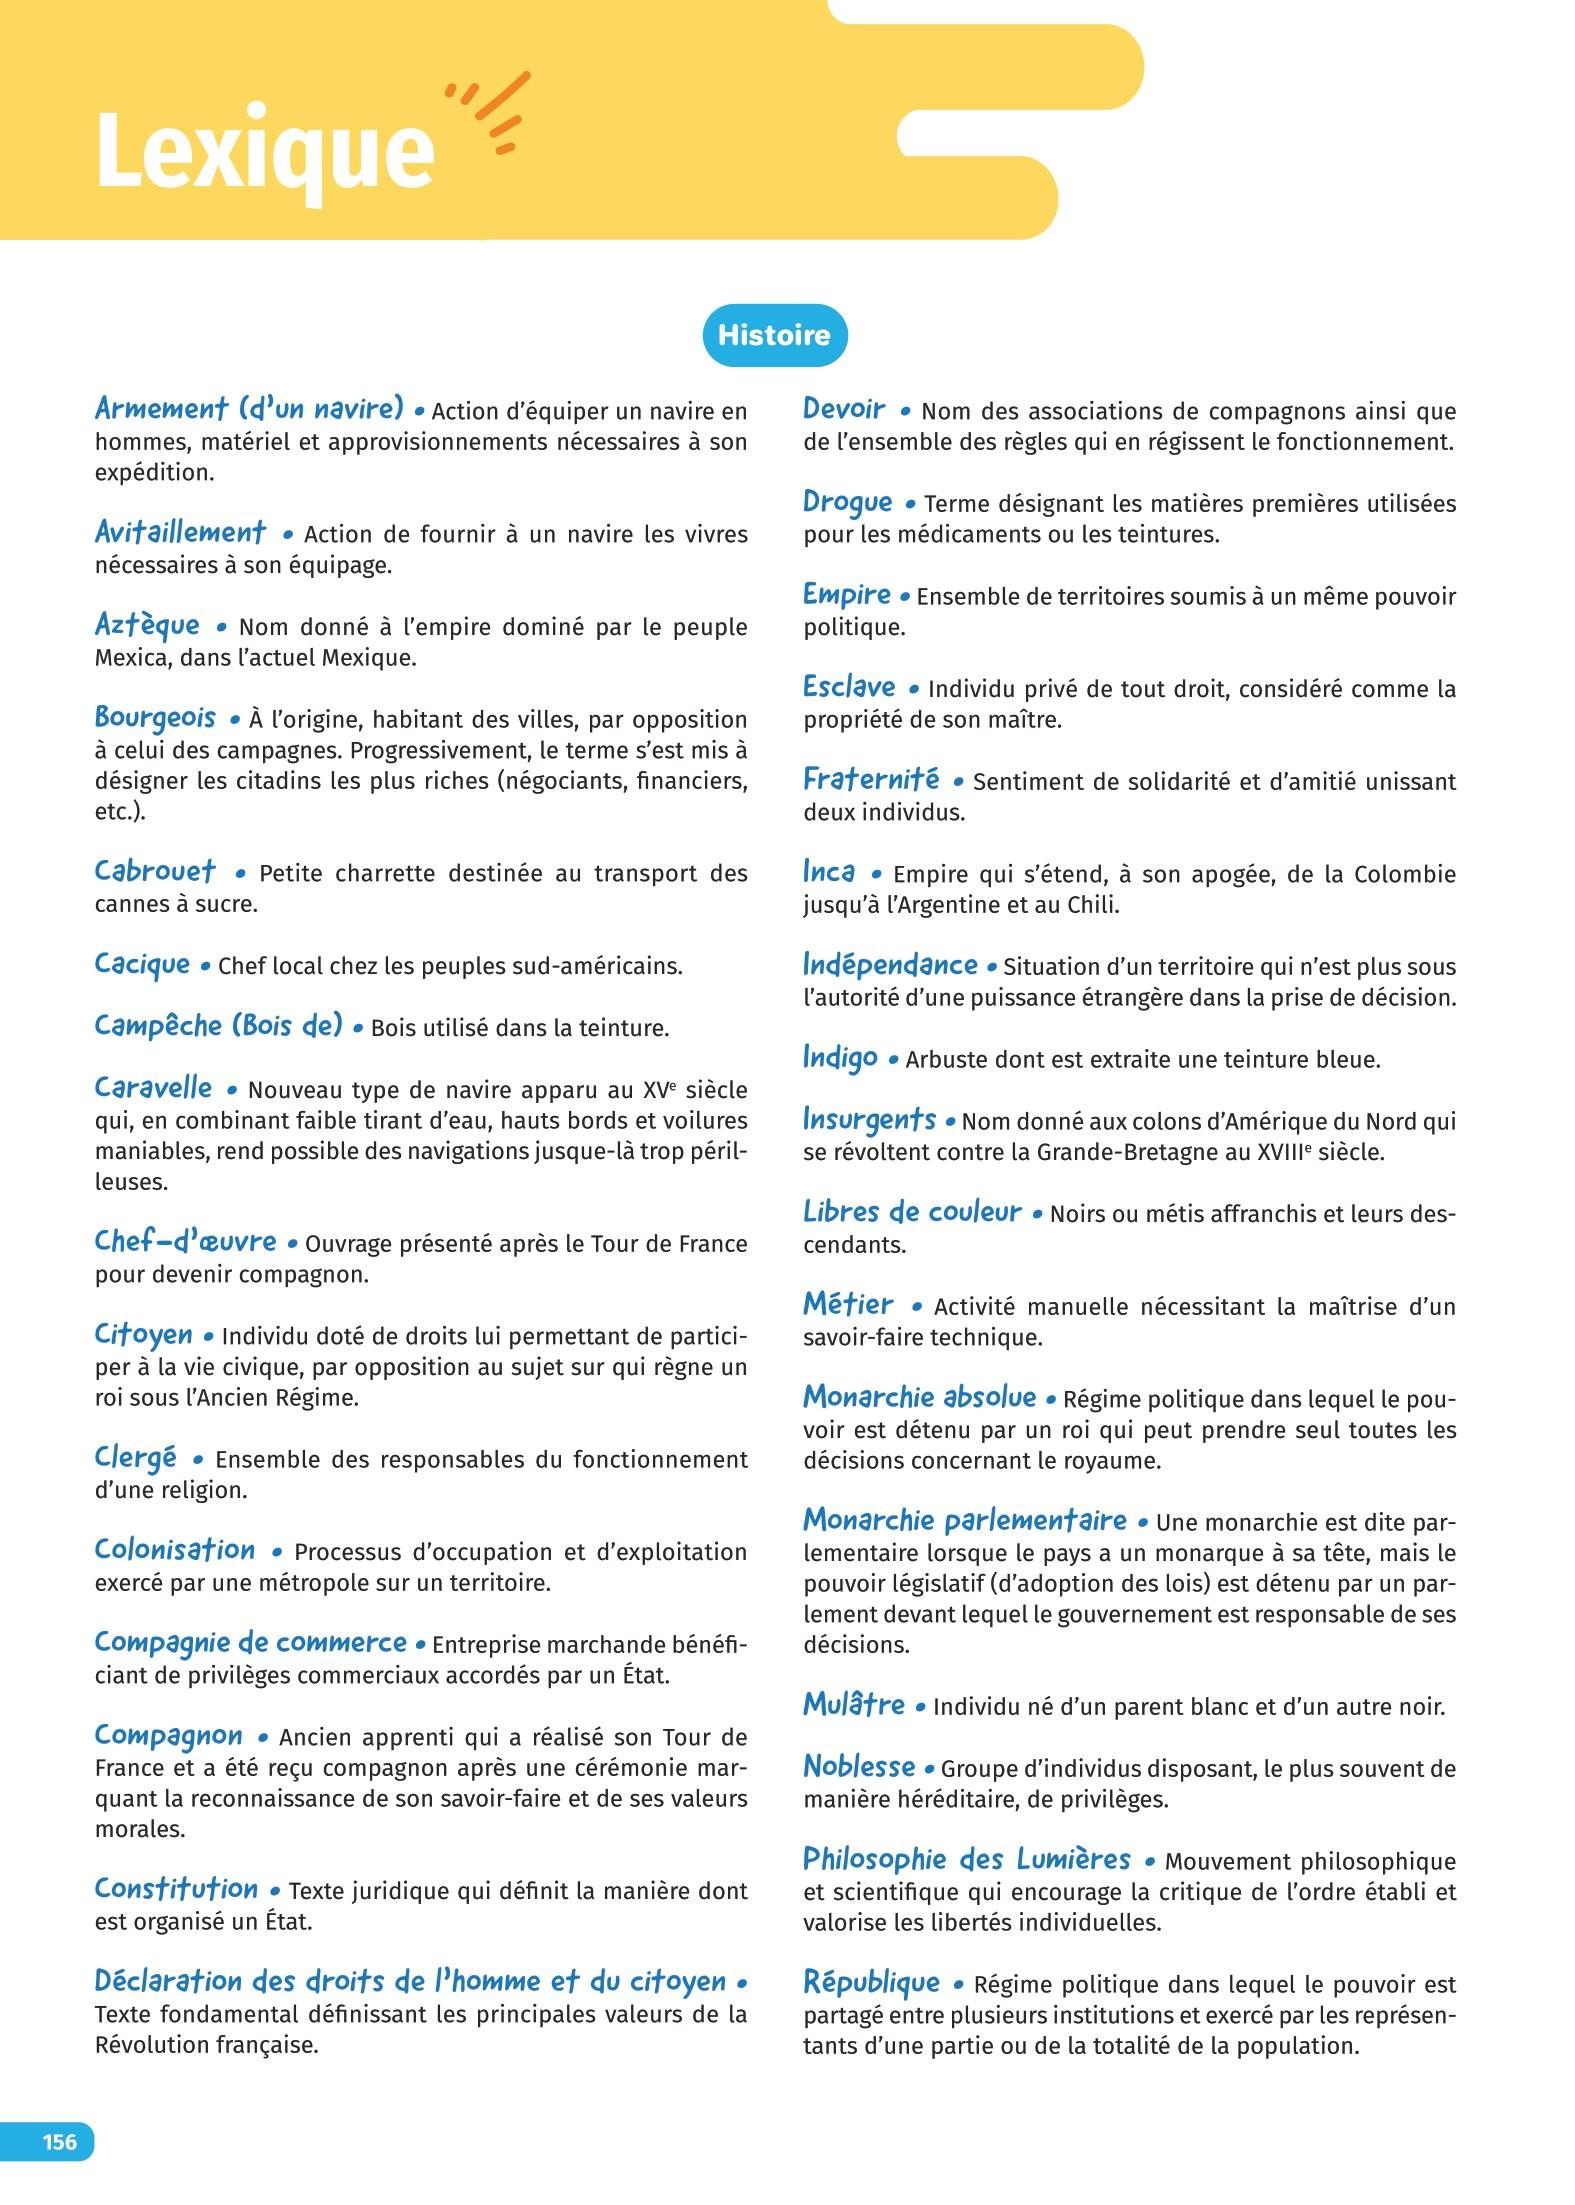 Lexique
Histoire
Armement (d'un navire) • Action d'équiper un navire en
hommes, matériel et approvisionnements nécessaires à son
expédition.
Avitaillement • Action de fournir à un navire les vivres
nécessaires à son équipage.
Aztèque • Nom donné à l'empire dominé par le peuple
Mexica, dans l'actuel Mexique.
Bourgeois • À l'origine, habitant des villes, par opposition
à celui des campagnes. Progressivement, le terme s'est mis à
désigner les citadins les plus riches (négociants, financiers,
etc.).
Cabrouet • Petite charrette destinée au transport des
cannes à sucre.
Cacique • Chef local chez les peuples sud-américains.
Campêche (Bois de) • Bois utilisé dans la teinture.
Caravelle • Nouveau type de navire apparu au XVe siècle
qui, en combinant faible tirant d'eau, hauts bords et voilures
maniables, rend possible des navigations jusque-là trop péril-
leuses.
Chef-d'œuvre • Ouvrage présenté après le Tour de France
pour devenir compagnon.
Citoyen • Individu doté de droits lui permettant de partici-
per à la vie civique, par opposition au sujet sur qui règne un
roi sous l'Ancien Régime.
Clergé • Ensemble des responsables du fonctionnement
d'une religion.
Colonisation • Processus d'occupation et d'exploitation
exercé par une métropole sur un territoire.
Compagnie de commerce • Entreprise marchande bénéfi-
ciant de privilèges commerciaux accordés par un État.
Compagnon • Ancien apprenti qui a réalisé son Tour de
France et a été reçu compagnon après une cérémonie mar-
quant la reconnaissance de son savoir-faire et de ses valeurs
morales.
Constitution • Texte juridique qui définit la manière dont
est organisé un État.
Déclaration des droits de l'homme et du citoyen •
Texte fondamental définissant les principales valeurs de la
Révolution française.
Devoir • Nom des associations de compagnons ainsi que
de l'ensemble des règles qui en régissent le fonctionnement.
Drogue • Terme désignant les matières premières utilisées
pour les médicaments ou les teintures.
Empire • Ensemble de territoires soumis à un même pouvoir
politique.
Esclave • Individu privé de tout droit, considéré comme la
propriété de son maître.
Fraternité • Sentiment de solidarité et d'amitié unissant
deux individus.
Inca • Empire qui s'étend, à son apogée, de la Colombie
jusqu'à l'Argentine et au Chili.
Indépendance • Situation d'un territoire qui n'est plus sous
l'autorité d'une puissance étrangère dans la prise de décision.
Indigo • Arbuste dont est extraite une teinture bleue.
Insurgents • Nom donné aux colons d'Amérique du Nord qui
se révoltent contre la Grande-Bretagne au XVIIIe siècle.
Libres de couleur • Noirs ou métis affranchis et leurs des-
cendants.
Métier • Activité manuelle nécessitant la maîtrise d'un
savoir-faire technique.
Monarchie absolue • Régime politique dans lequel le pou-
voir est détenu par un roi qui peut prendre seul toutes les
décisions concernant le royaume.
Monarchie parlementaire • Une monarchie est dite par-
lementaire lorsque le pays a un monarque à sa tête, mais le
pouvoir législatif (d'adoption des lois) est détenu par un par-
lement devant lequel le gouvernement est responsable de ses
décisions.
Mulâtre • Individu né d'un parent blanc et d'un autre noir.
Noblesse • Groupe d'individus disposant, le plus souvent de
manière héréditaire, de privilèges.
Philosophie des Lumières • Mouvement philosophique
et scientifique qui encourage la critique de l'ordre établi et
valorise les libertés individuelles.
République • Régime politique dans lequel le pouvoir est
partagé entre plusieurs institutions et exercé par les représen-
tants d'une partie ou de la totalité de la population.
156